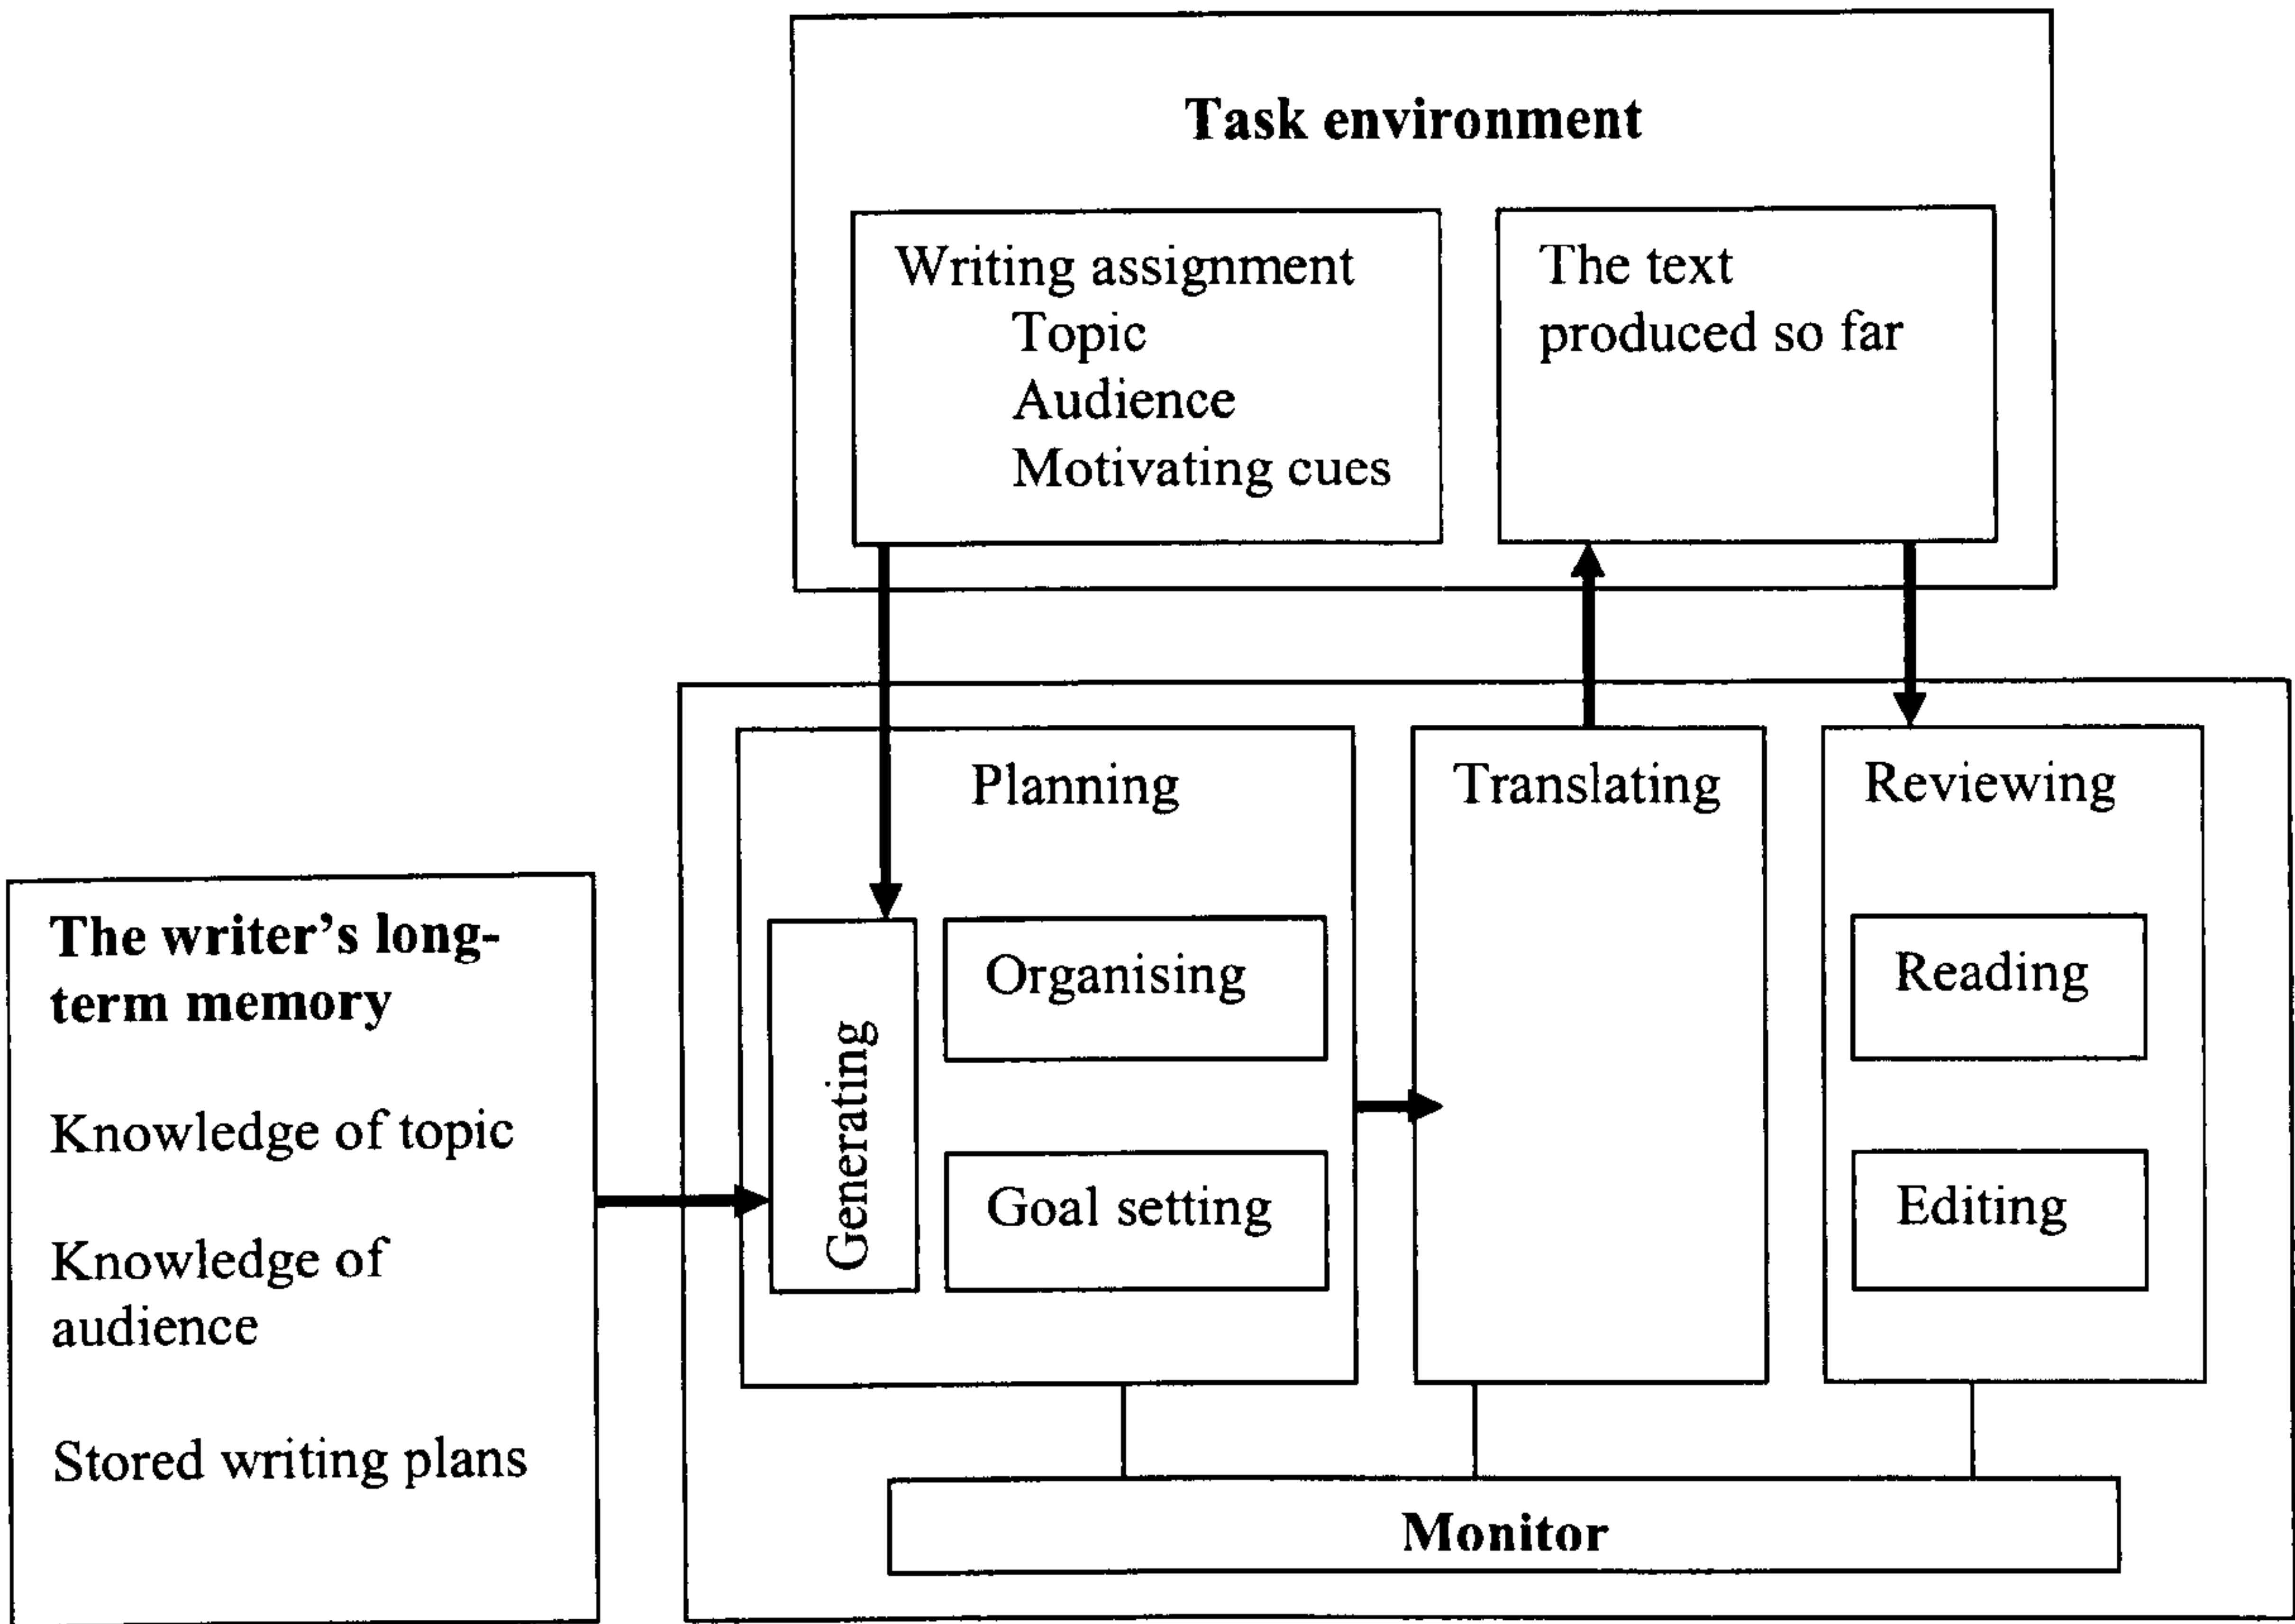 Task environment
Writing assignment
Topic
Audience
Motivating cues
The text
produced so far
Planning
Generating
Organising
Goal setting
Translating
Reviewing
Reading
Editing
The writer's long-
term memory
Knowledge of topic
Knowledge of
audience
Stored writing plans
Monitor